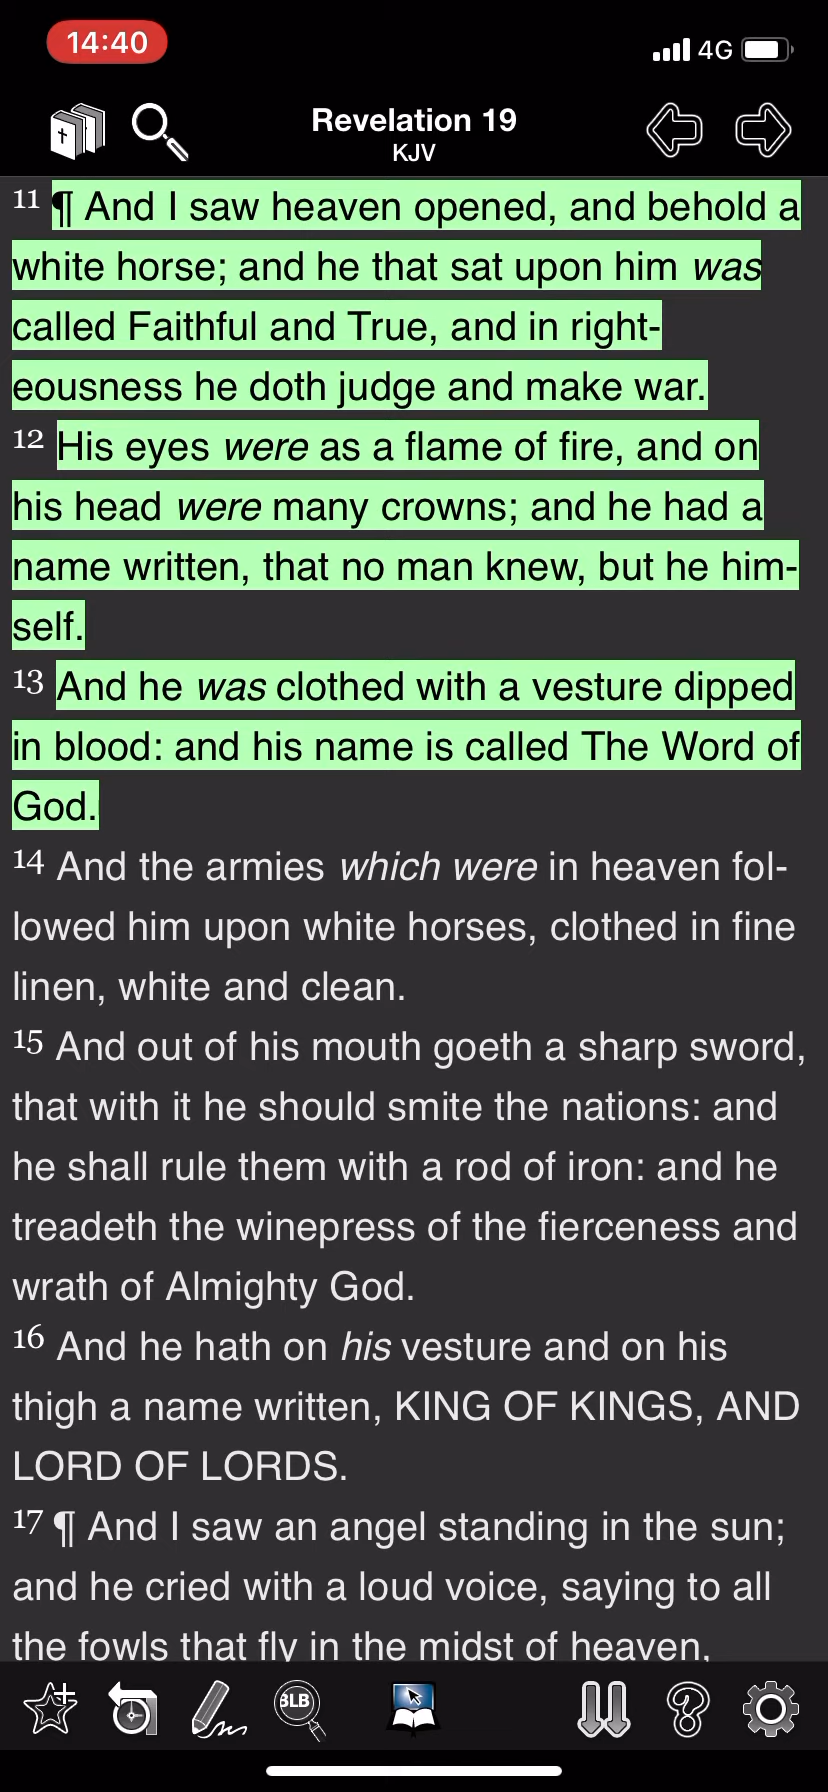 14:40
4G
Revelation 19
KJV
11 ¶ And I saw heaven opened, and behold a
white horse; and he that sat upon him was
called Faithful and True, and in right-
eousness he doth judge and make war.
12 His eyes were as a flame of fire, and on
his head were many crowns; and he had a
name written, that no man knew, but he him-
self.
13 And he was clothed with a vesture dipped
in blood: and his name is called The Word of
God.
14 And the armies which were in heaven fol-
lowed him upon white horses, clothed in fine
linen, white and clean.
15 And out of his mouth goeth a sharp sword,
that with it he should smite the nations: and
he shall rule them with a rod of iron: and he
treadeth the winepress of the fierceness and
wrath of Almighty God.
16 And he hath on his vesture and on his
thigh a name written, KING OF KINGS, AND
LORD OF LORDS.
17 ¶ And I saw an angel standing in the sun;
and he cried with a loud voice, saying to all
the fowls that fly in the midst of heaven,
BLB